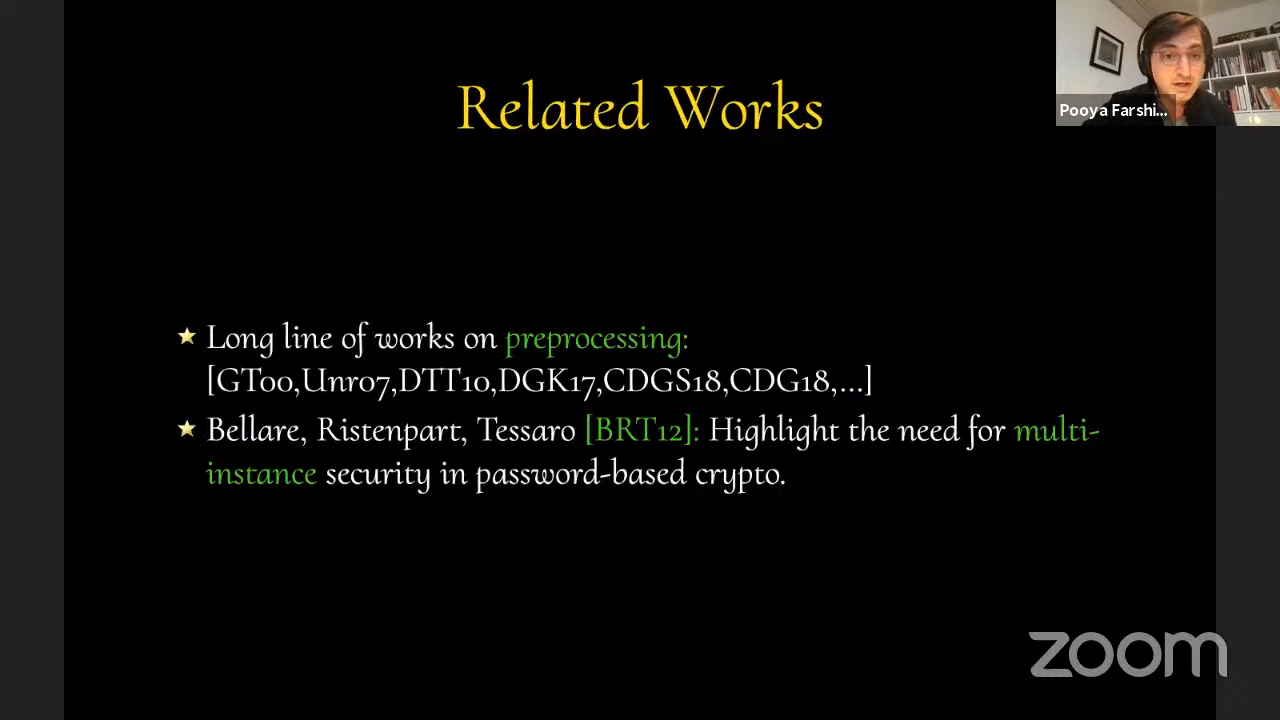 Related Works
Pooya Farshi...
Long line of works on preprocessing:
[GT00,Unr07,DTT10,DGK17,CDGS18,CDG18,...]
Bellare, Ristenpart, Tessaro [BRT12]: Highlight the need for multi-
instance security in password-based crypto.
zoom